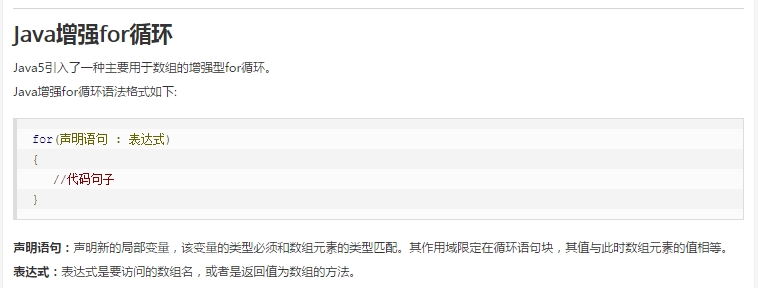 Java增强for循环
Java5引入了一种主要用于数组的增强型for循环。
Java增强for循环语法格式如下:
for(声明语句 : 表达式)
{
//代码句子
}
声明语句：声明新的局部变量，该变量的类型必须和数组元素的类型匹配。其作用域限定在循环语句块，其值与此时数组元素的值相等。
表达式：表达式是要访问的数组名，或者是返回值为数组的方法。